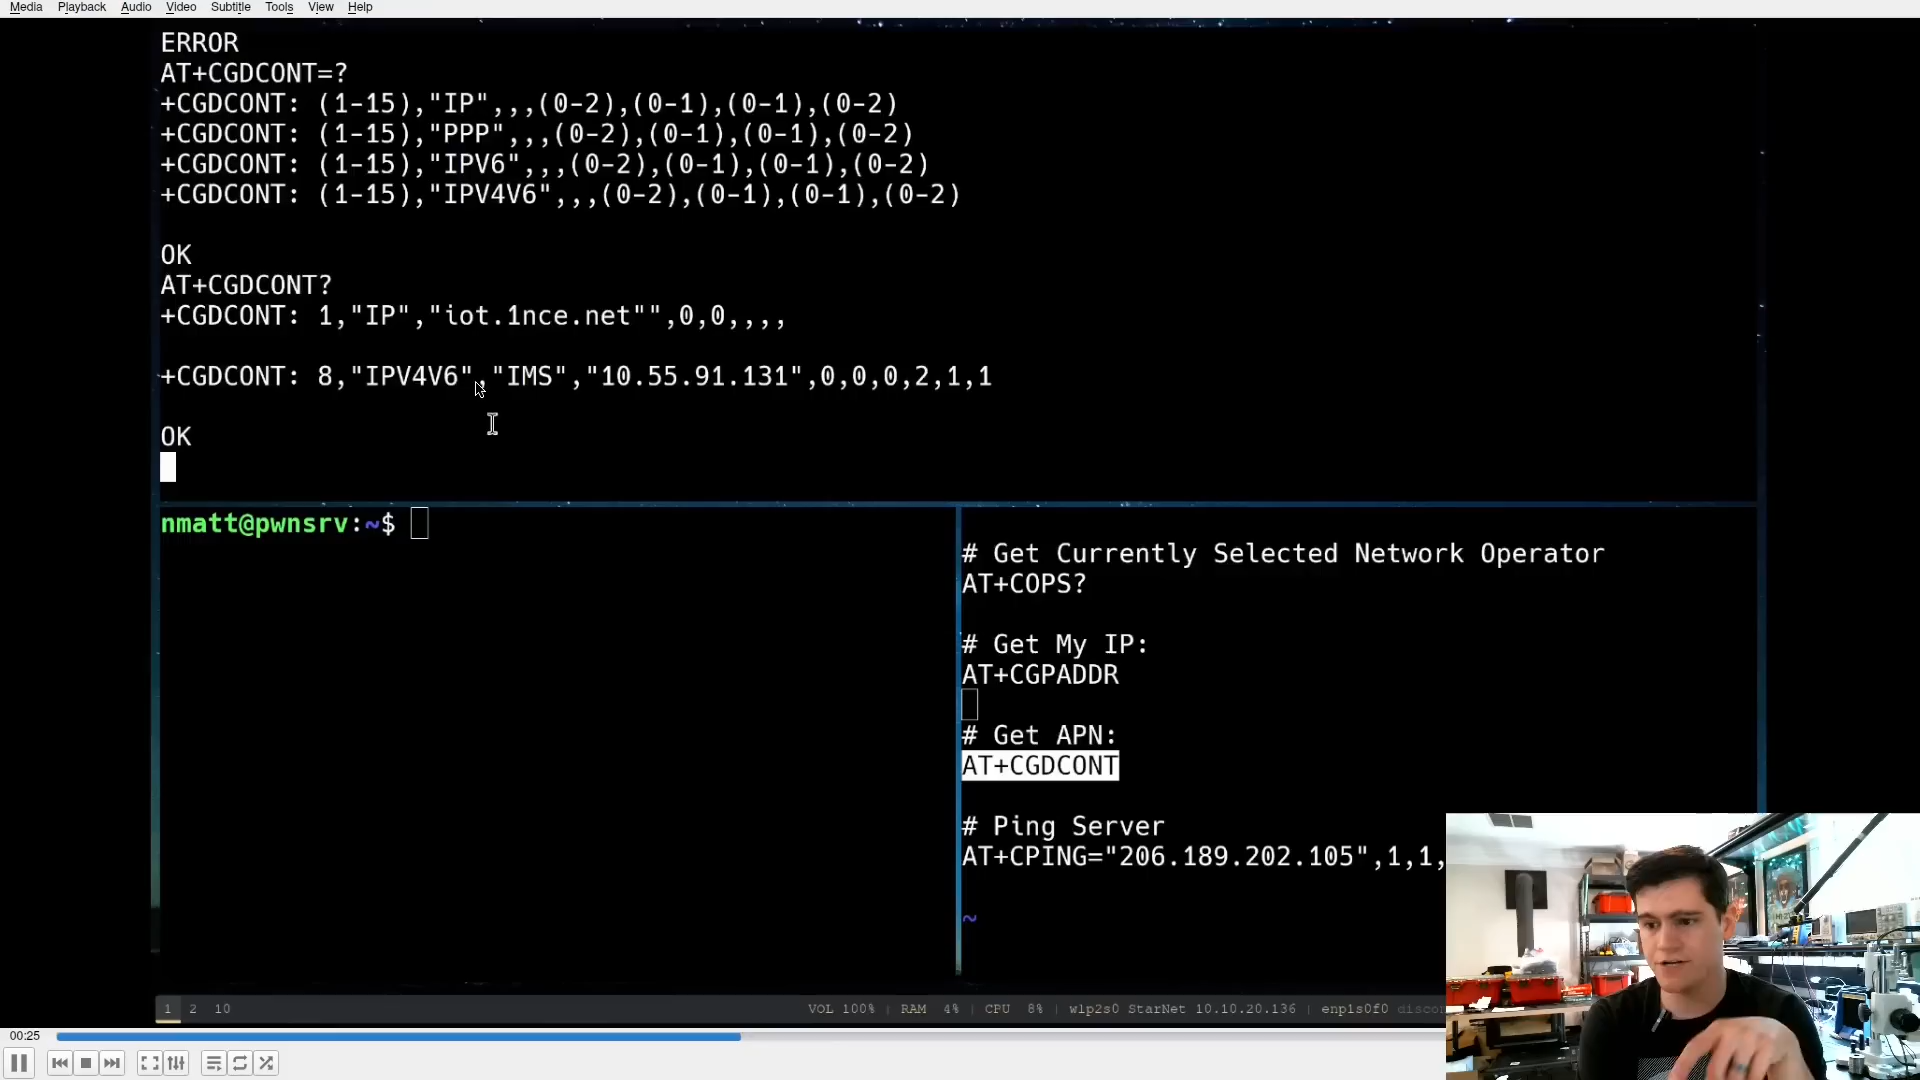 Media Playback Audio Video Subtitle Tools View Help
ERROR
AT+CGDCONT=?
+CGDCONT: (1-15),"IP",,,(0-2),(0-1),(0-1),(0-2)
+CGDCONT: (1-15),"PPP",,,(0-2),(0-1),(0-1),(0-2)
+CGDCONT: (1-15),"IPV6",,,(0-2),(0-1),(0-1),(0-2)
+CGDCONT: (1-15),"IPV4V6",,,(0-2),(0-1),(0-1),(0-2)
OK
AT+CGDCONT?
+CGDCONT: 1,"IP","iot.1nce.net"",0,0,,,,
+CGDCONT: 8,"IPV4V6","IMS","10.55.91.131",0,0,0,2,1,1
OK
nmatt@pwnsrv:~$
# Get Currently Selected Network Operator
AT+COPS?
# Get My IP:
AT+CGPADDR
# Get APN:
AT+CGDCONT
# Ping Server
AT+CPING="206.189.202.105",1,1,
~
1 2 10
VOL 100% | RAM 4% | CPU 8% | wlp2s0 StarNet 10.10.20.136 | enp1s0f0 disco
00:25